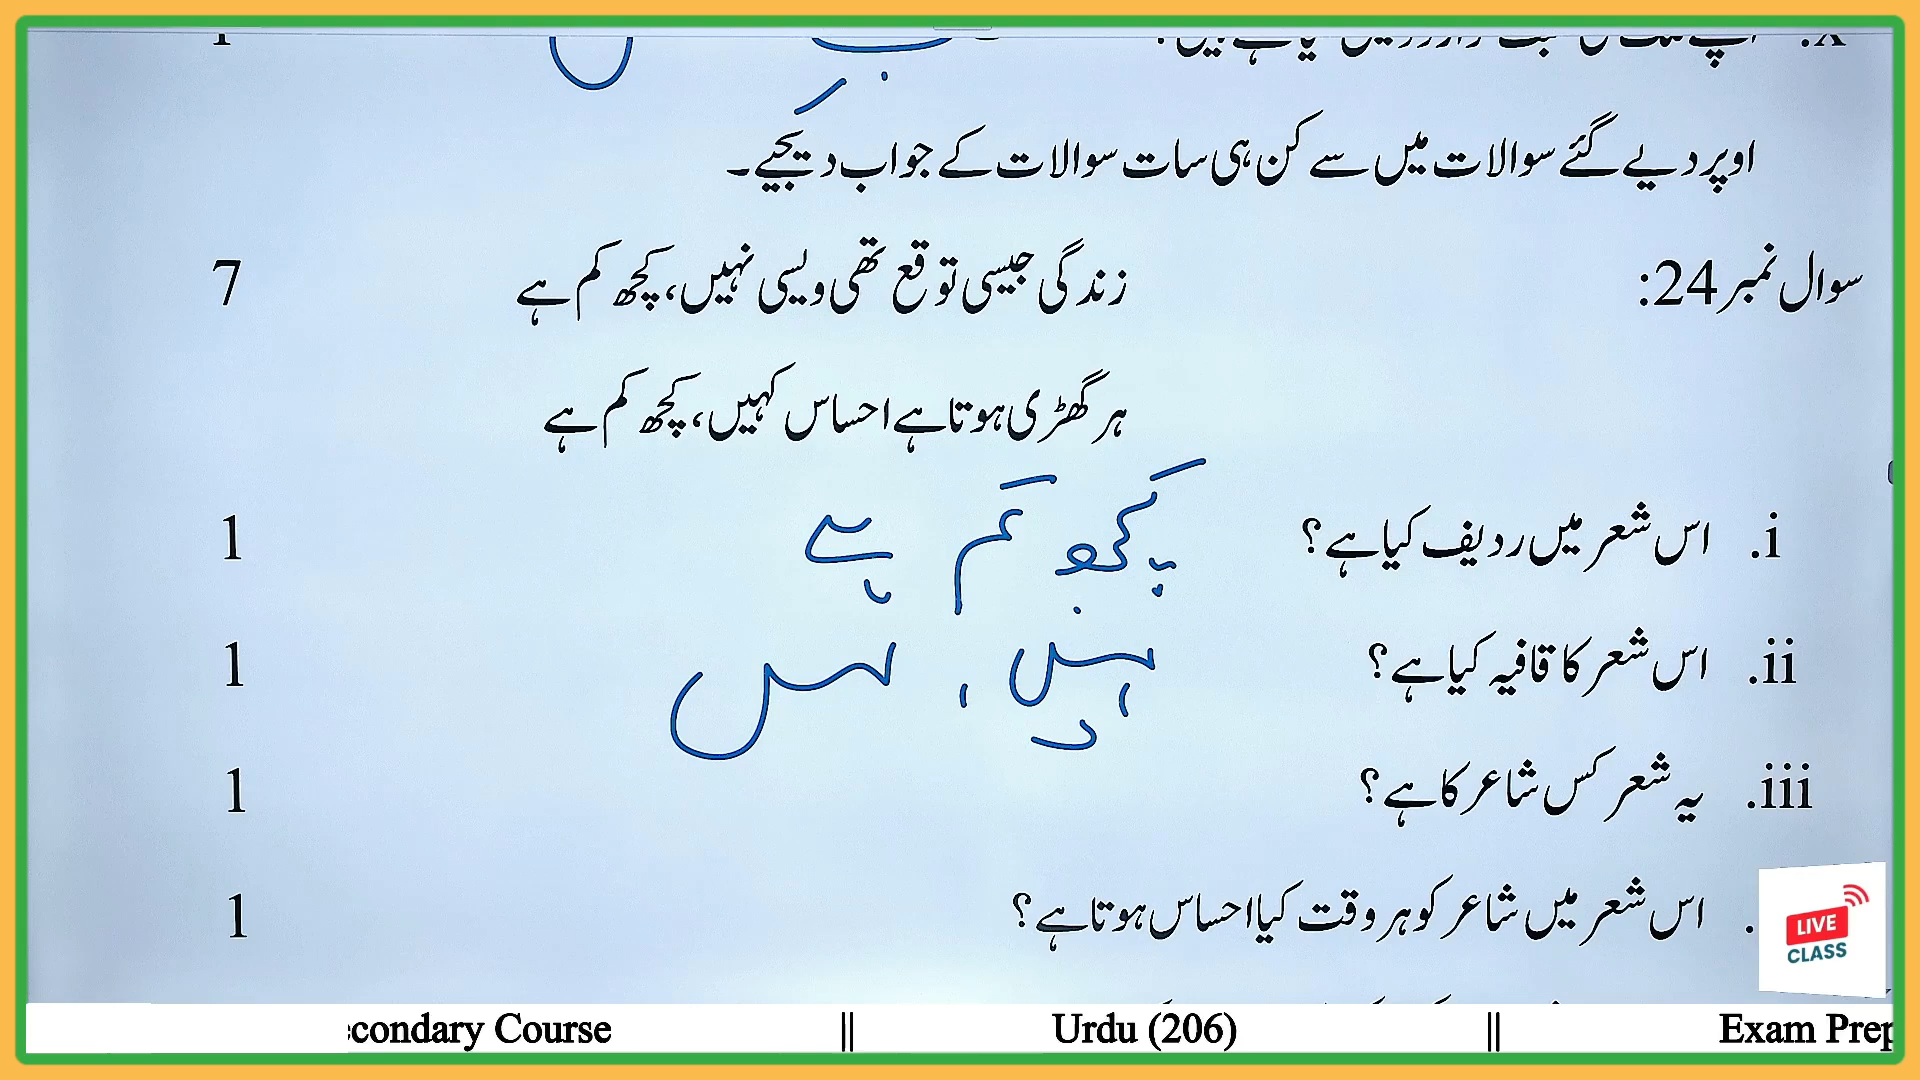 x.
اوپر دیے گئے سوالات میں سے کن ہی سات سوالات کے جواب دیجیے۔
سوال نمبر 24: زندگی جیسی توقع تھی ویسی نہیں، کچھ کم ہے 7
ہر گھڑی ہوتا ہے احساس کہیں، کچھ کم ہے
i. اس شعر میں ردیف کیا ہے؟ کچھ کم ہے 1
ii. اس شعر کا قافیہ کیا ہے؟ 1
iii. یہ شعر کس شاعر کا ہے؟ 1
. اس شعر میں شاعر کو ہر وقت کیا احساس ہوتا ہے؟ 1
LIVE
CLASS
condary Course || Urdu (206) || Exam Prep